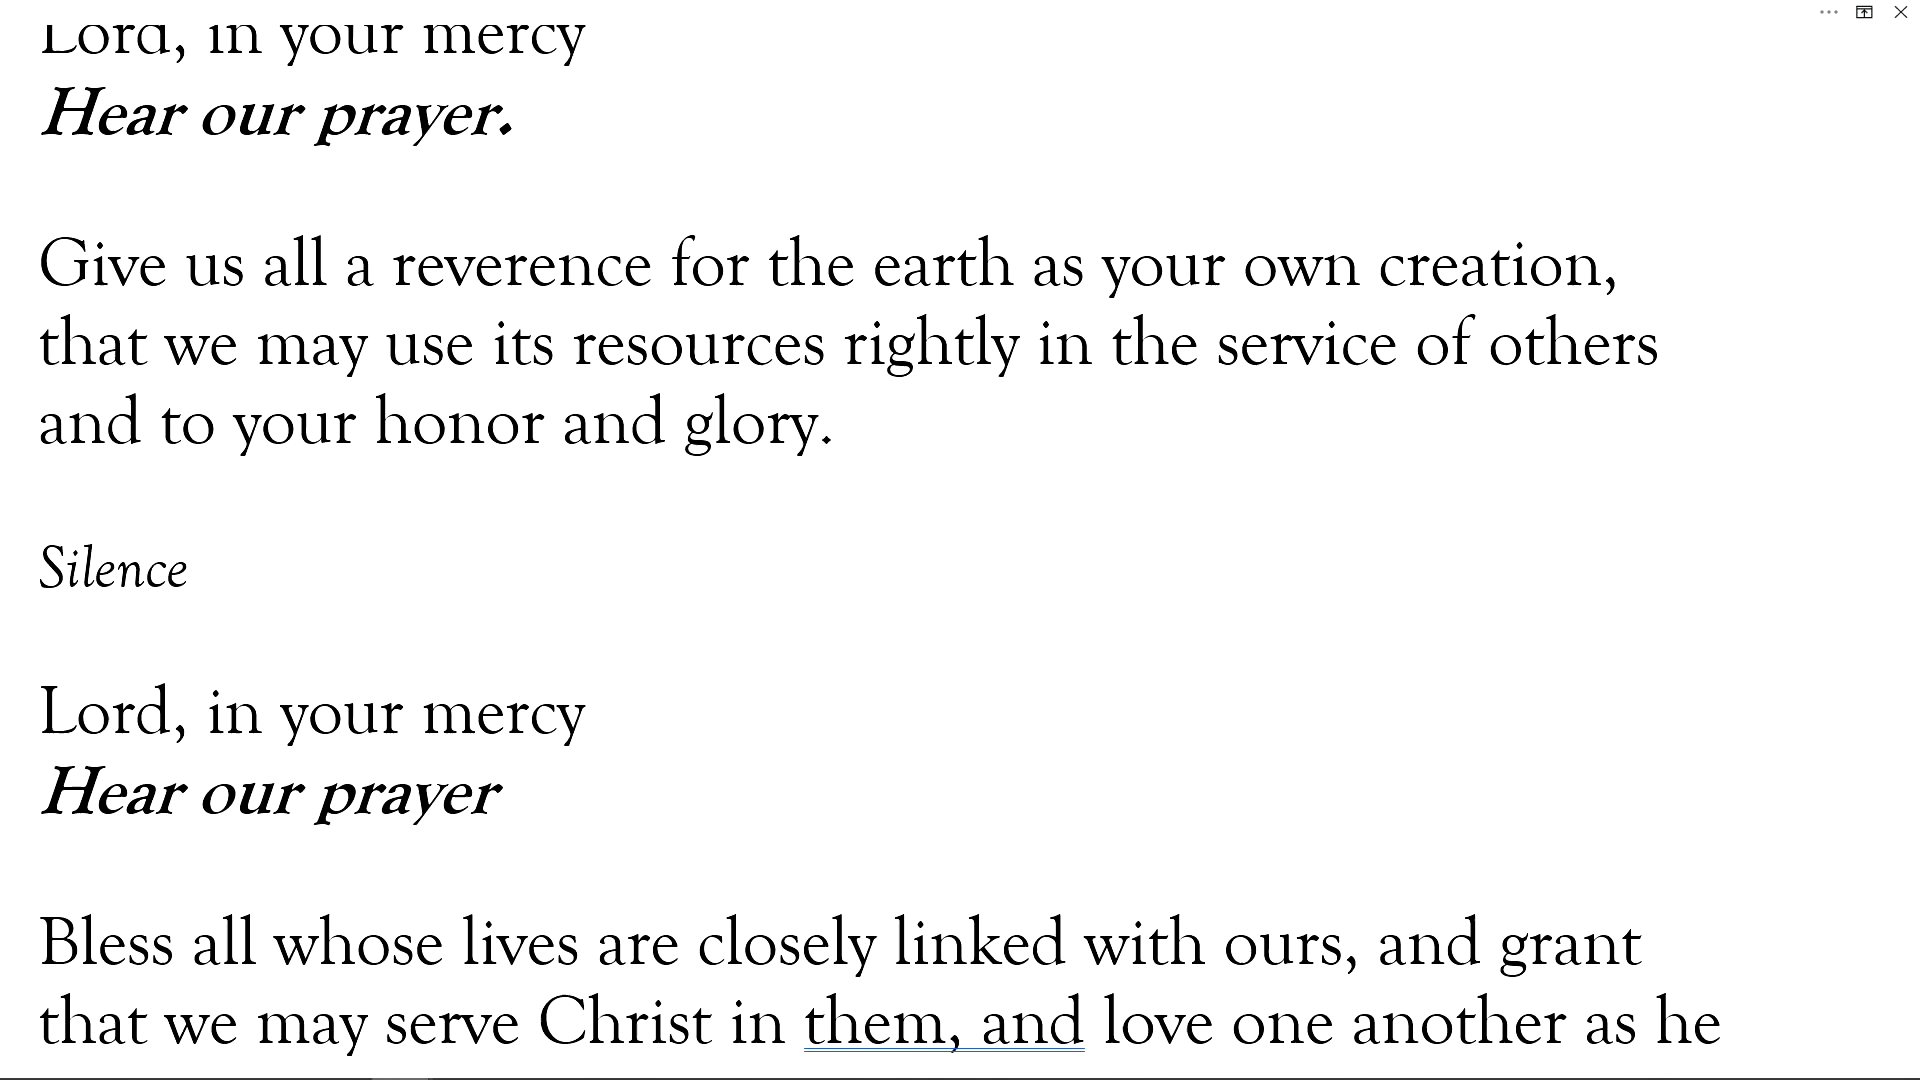 Lord, in your mercy
Hear our prayer.
Give us all a reverence for the earth as your own creation,
that we may use its resources rightly in the service of others
and to your honor and glory.
Silence
Lord, in your mercy
Hear our prayer
Bless all whose lives are closely linked with ours, and grant
that we may serve Christ in them, and love one another as he